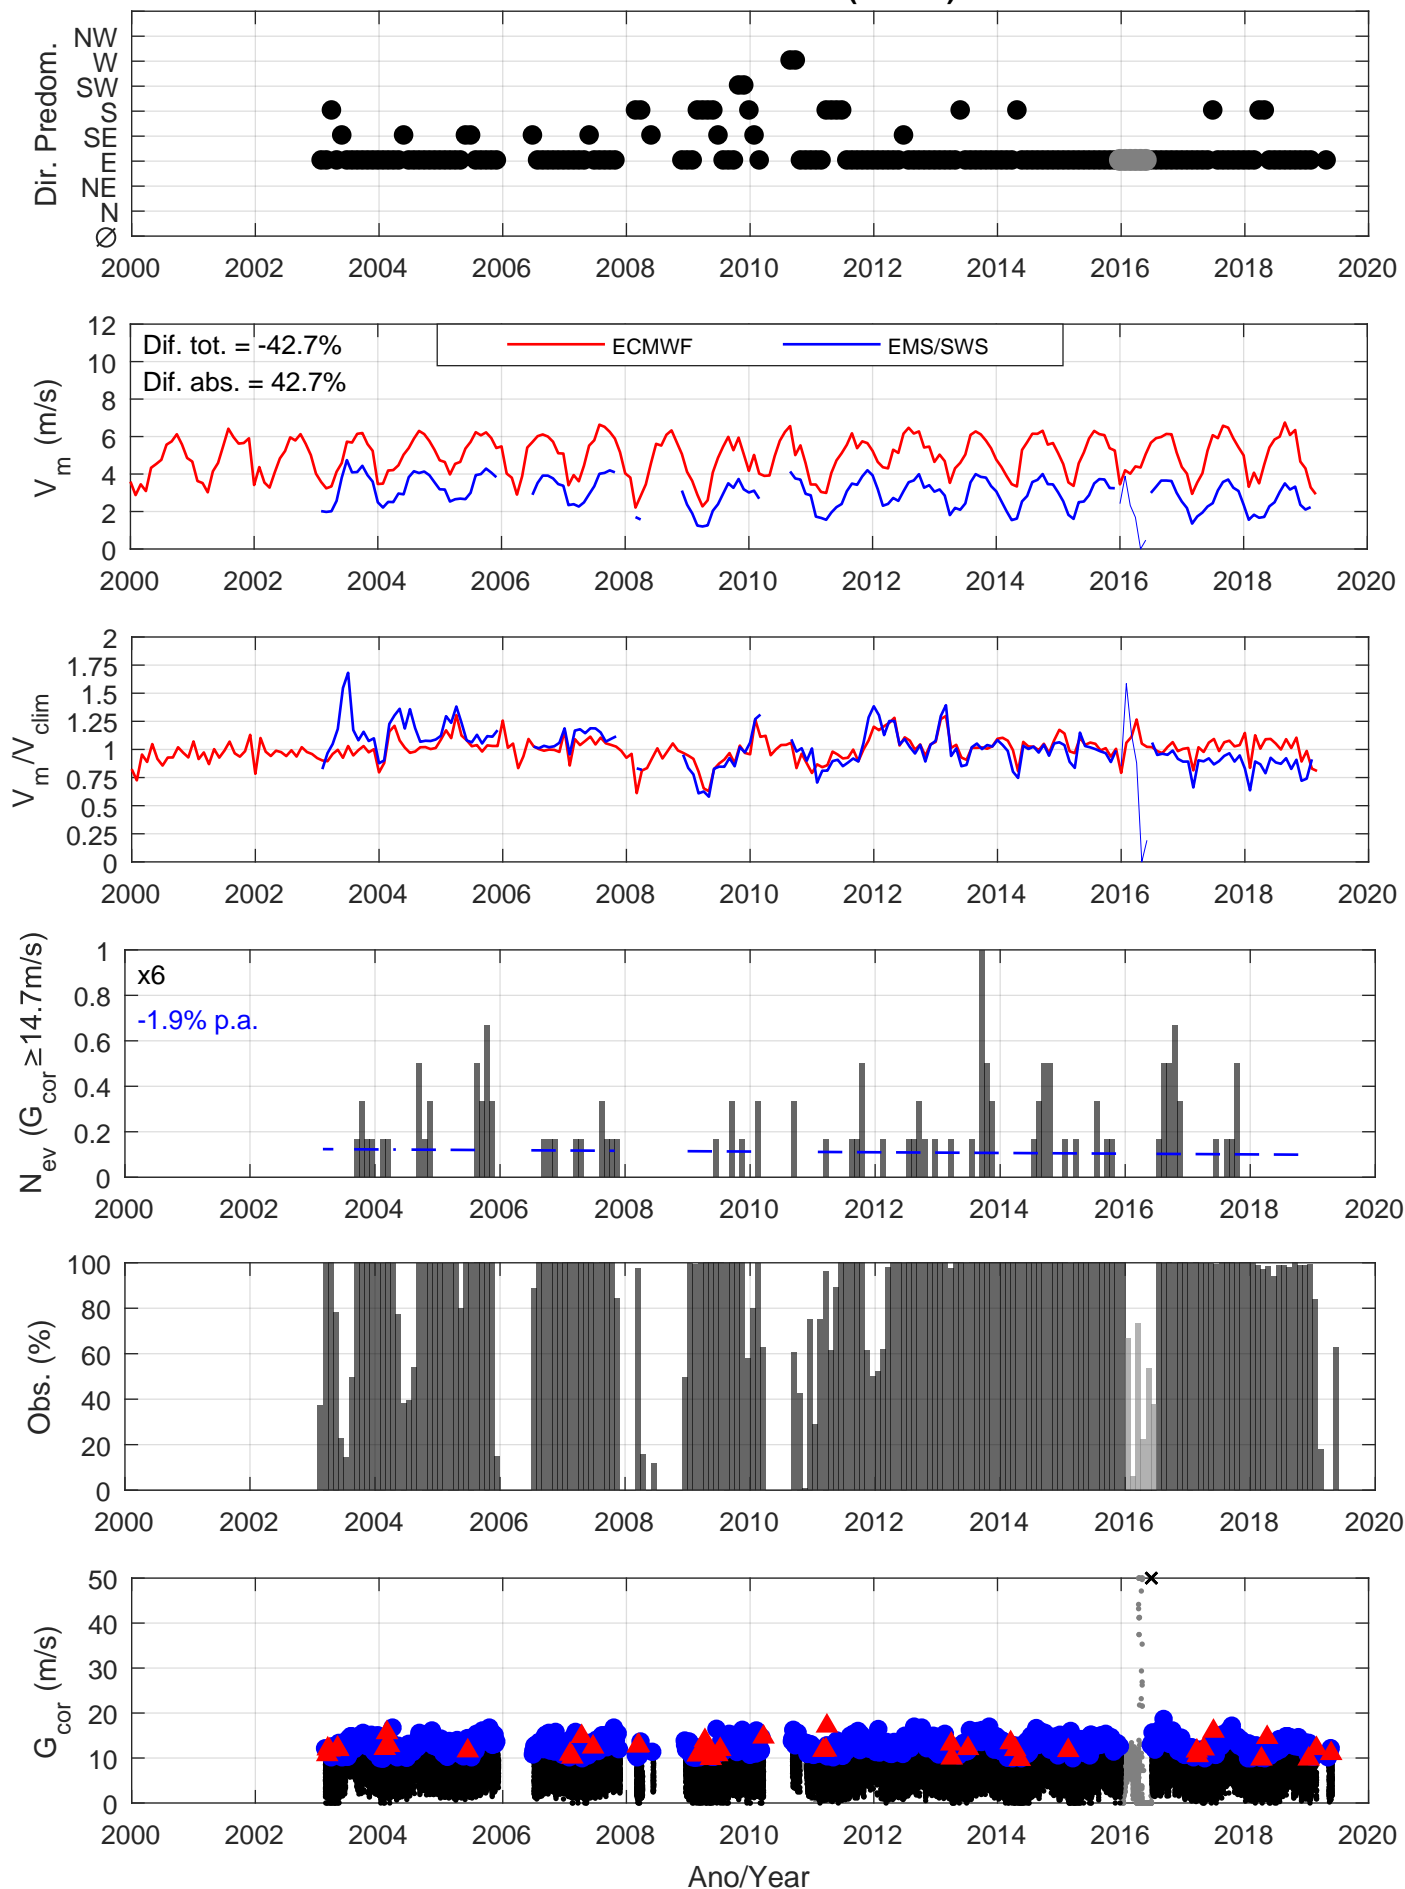 NW
W
SW
S
SE
E
NE
N
Ø
Dir. Predom.
2000 2002 2004 2006 2008 2010 2012 2014 2016 2018 2020
12
10
8
6
4
2
0
V_m (m/s)
Dif. tot. = -42.7%
Dif. abs. = 42.7%
ECMWF EMS/SWS
2000 2002 2004 2006 2008 2010 2012 2014 2016 2018 2020
2
1.75
1.5
1.25
1
0.75
0.5
0.25
0
V_m/V_clim
2000 2002 2004 2006 2008 2010 2012 2014 2016 2018 2020
1
0.8
0.6
0.4
0.2
0
N_ev (G_cor ≥14.7m/s)
x6
-1.9% p.a.
2000 2002 2004 2006 2008 2010 2012 2014 2016 2018 2020
100
80
60
40
20
0
Obs. (%)
2000 2002 2004 2006 2008 2010 2012 2014 2016 2018 2020
50
40
30
20
10
0
G_cor (m/s)
2000 2002 2004 2006 2008 2010 2012 2014 2016 2018 2020
Ano/Year